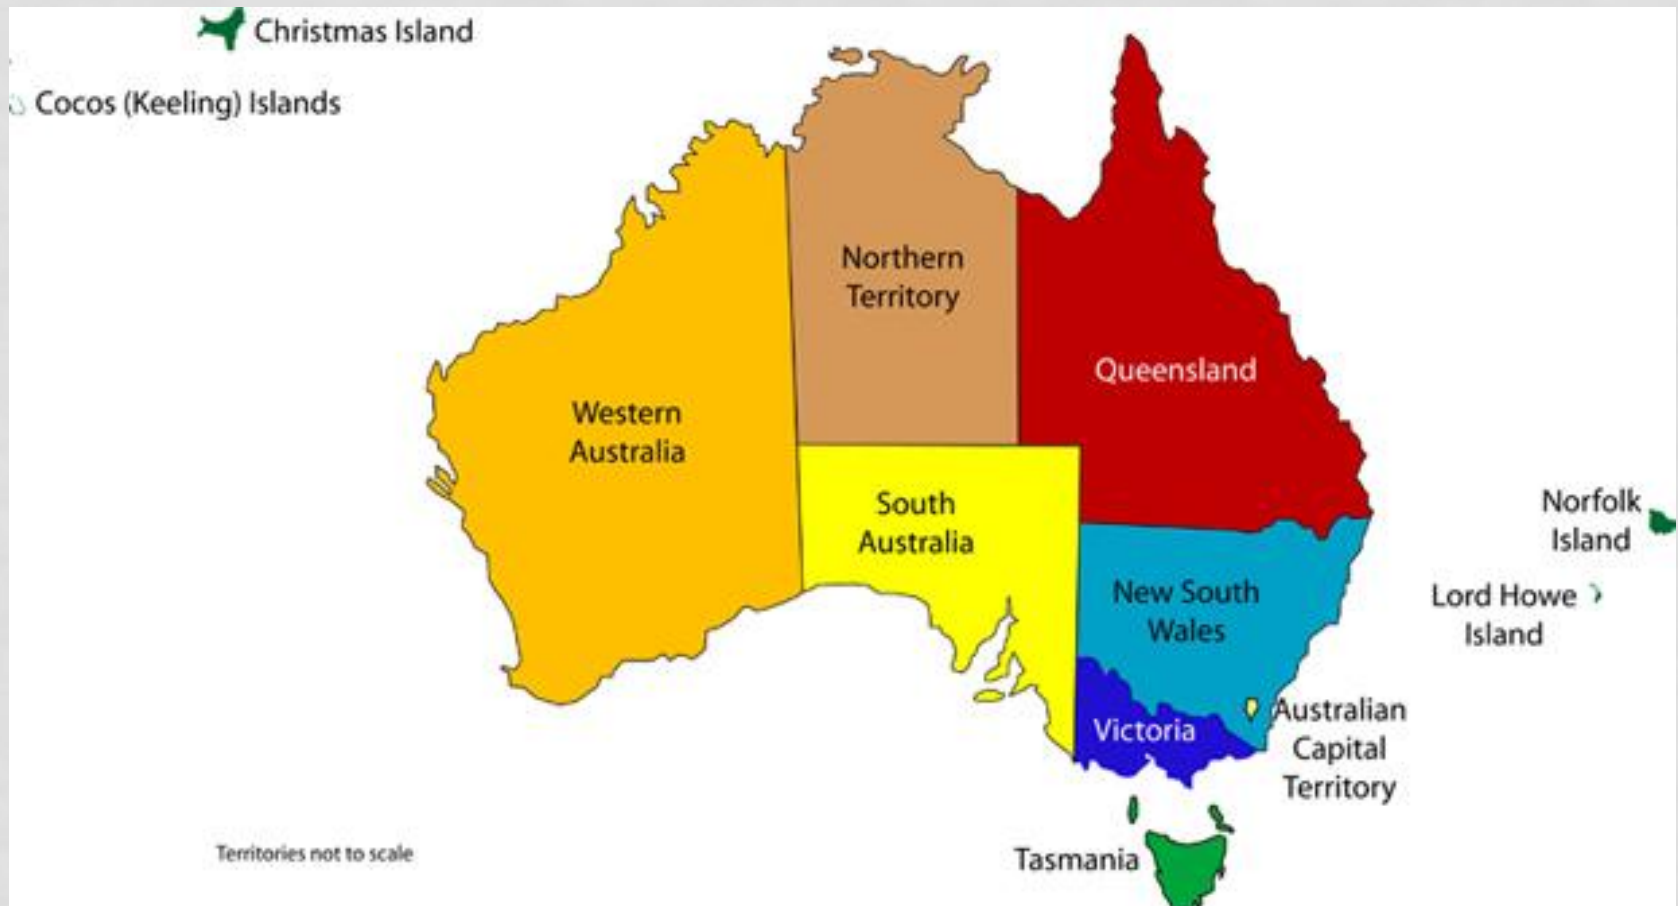 Christmas Island
Cocos (Keeling) Islands
Northern
Territory
Queensland
Western
Australia
South
Australia
Norfolk
Island
New South
Wales
Lord Howe
Island
Victoria
Australian
Capital
Territory
Territories not to scale
Tasmania